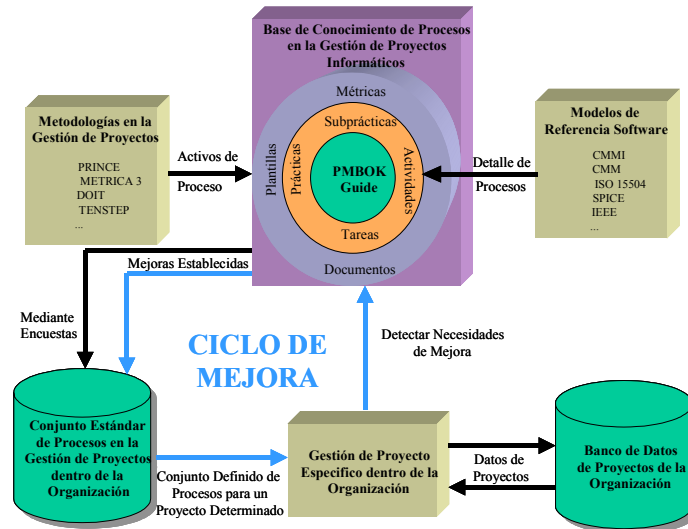 Base de Conocimiento de Procesos
en la Gestión de Proyectos
Informáticos
Métricas
Subprácticas
Plantillas
Prácticas
PMBOK
Guide
Actividades
Tareas
Documentos
Metodologías en la
Gestión de Proyectos
PRINCE
METRICA 3
DOIT
TENSTEP
...
Activos de
Proceso
Modelos de
Referencia Software
CMMI
CMM
ISO 15504
SPICE
IEEE
...
Detalle de
Procesos
Mejoras Establecidas
Mediante
Encuestas
CICLO DE
MEJORA
Detectar Necesidades
de Mejora
Conjunto Estándar
de Procesos en la
Gestión de Proyectos
dentro de la
Organización
Conjunto Definido de
Procesos para un
Proyecto Determinado
Gestión de Proyecto
Especifico dentro de la
Organización
Datos de
Proyectos
Banco de Datos
de Proyectos de la
Organización